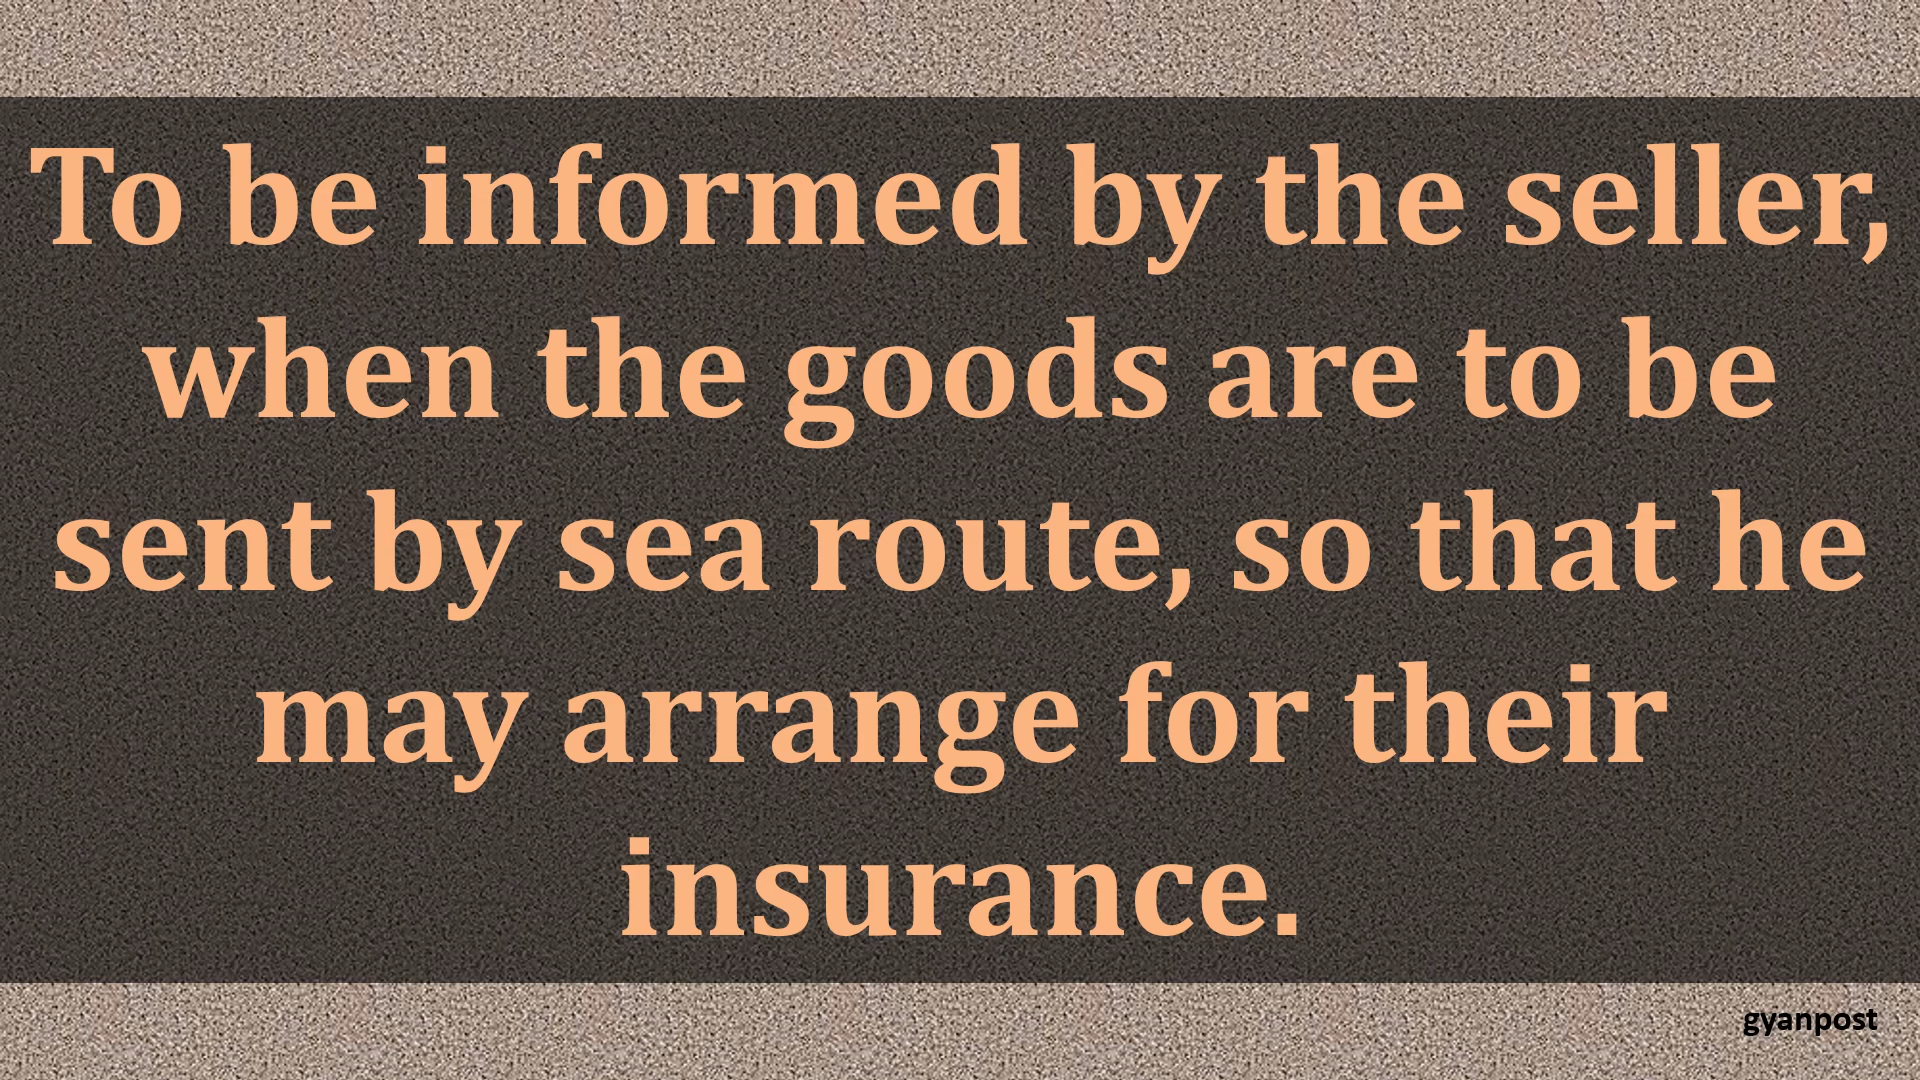 To be informed by the seller,
when the goods are to be
sent by sea route, so that he
may arrange for their
insurance.
gyanpost